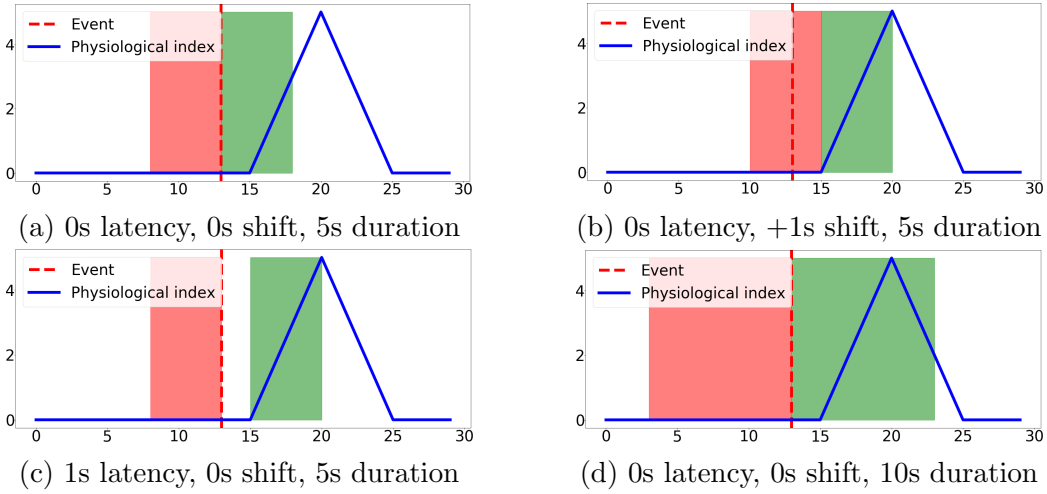 Event
Physiological index
4
2
0
0 5 10 15 20 25 30
(a) 0s latency, 0s shift, 5s duration
Event
Physiological index
4
2
0
0 5 10 15 20 25 30
(b) 0s latency, +1s shift, 5s duration
Event
Physiological index
4
2
0
0 5 10 15 20 25 30
(c) 1s latency, 0s shift, 5s duration
Event
Physiological index
4
2
0
0 5 10 15 20 25 30
(d) 0s latency, 0s shift, 10s duration